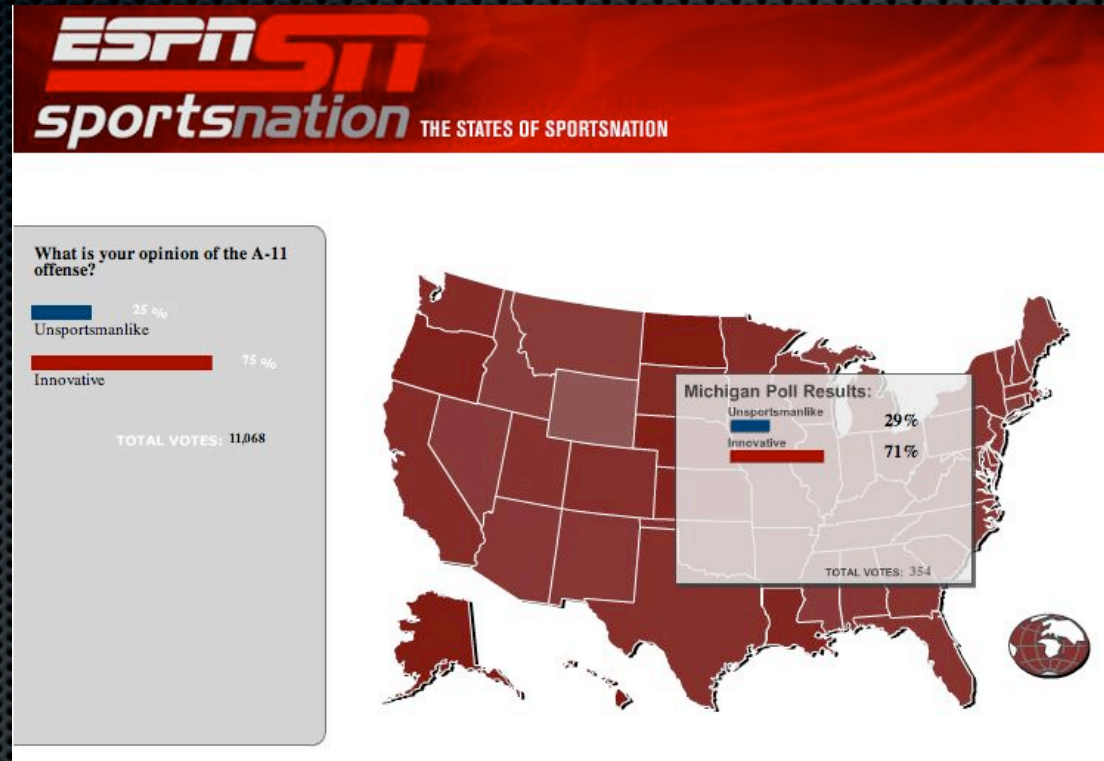 ESPN SN
sportsnation THE STATES OF SPORTSNATION
What is your opinion of the A-11
offense?
25 %
Unsportsmanlike
75 %
Innovative
TOTAL VOTES: 11,068
Michigan Poll Results:
Unsportsmanlike
29%
Innovative
71%
TOTAL VOTES: 354